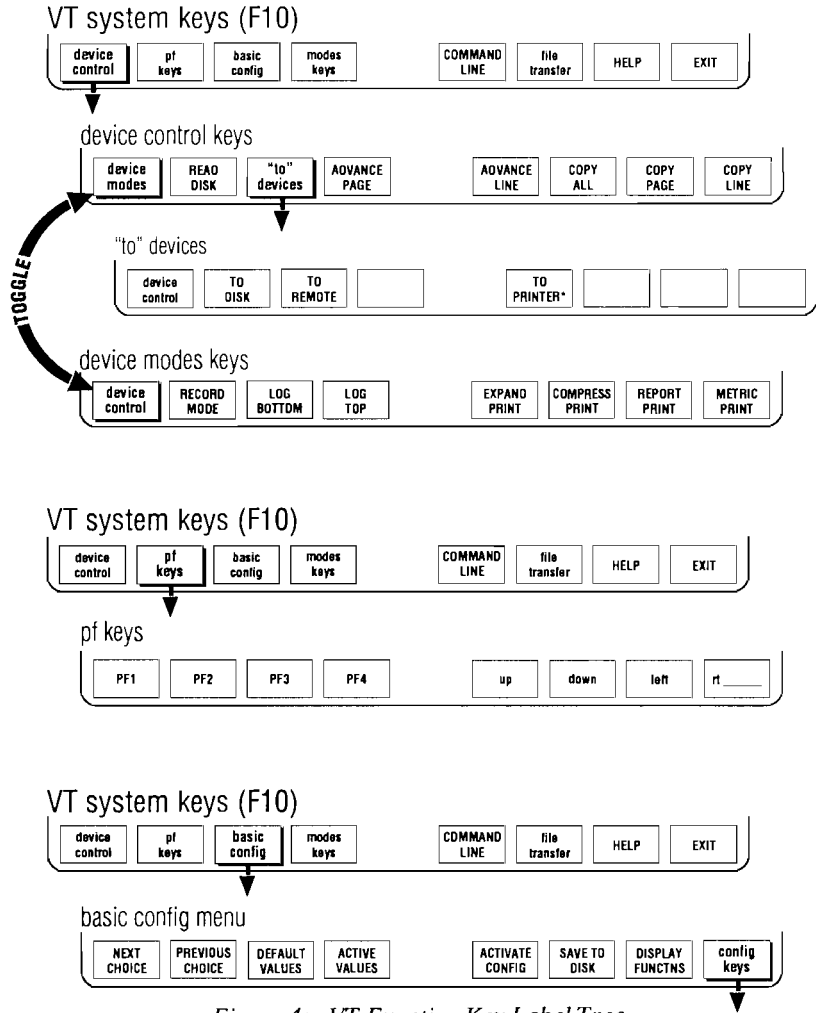 VT system keys (F10)
device control
pf keys
basic config
modes keys
COMMAND LINE
file transfer
HELP
EXIT
device control keys
device modes
READ DISK
"to" devices
ADVANCE PAGE
ADVANCE LINE
COPY ALL
COPY PAGE
COPY LINE
TOGGLE
"to" devices
device control
TO DISK
TO REMOTE
TO PRINTER*
device modes keys
device control
RECORD MODE
LOG BOTTOM
LOG TOP
EXPAND PRINT
COMPRESS PRINT
REPORT PRINT
METRIC PRINT
VT system keys (F10)
device control
pf keys
basic config
modes keys
COMMAND LINE
file transfer
HELP
EXIT
pf keys
PF1
PF2
PF3
PF4
up
down
left
rt _____
VT system keys (F10)
device control
pf keys
basic config
modes keys
COMMAND LINE
file transfer
HELP
EXIT
basic config menu
NEXT CHOICE
PREVIOUS CHOICE
DEFAULT VALUES
ACTIVE VALUES
ACTIVATE CONFIG
SAVE TO DISK
DISPLAY FUNCTNS
config keys